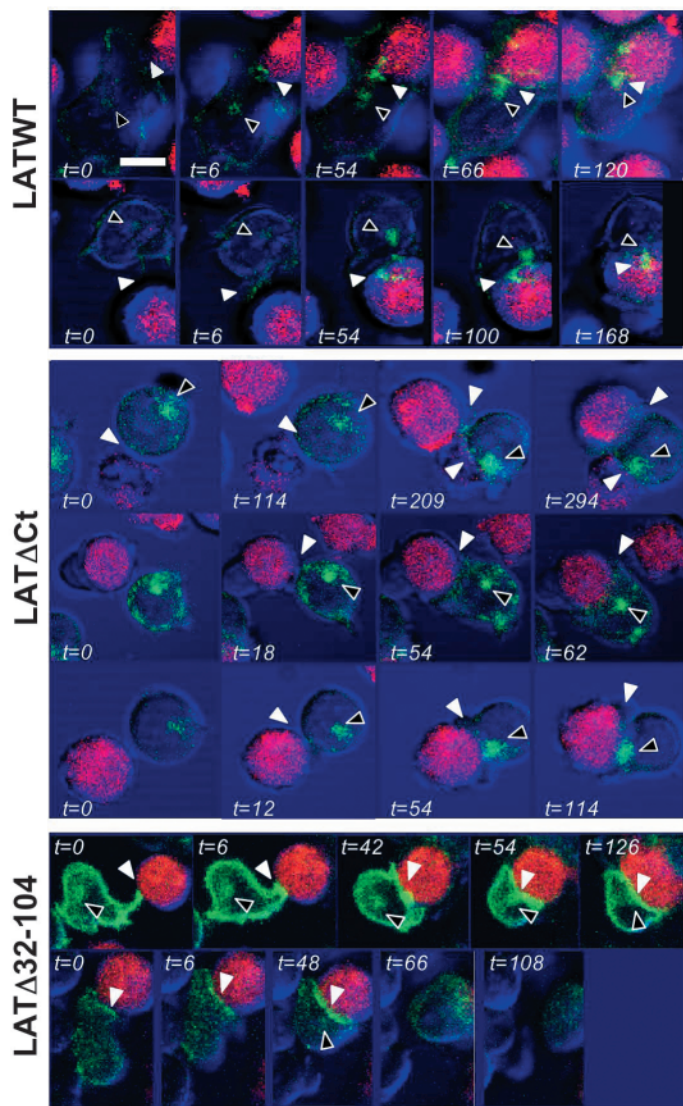 LATWT
t=0 t=6 t=54 t=66 t=120
t=0 t=6 t=54 t=100 t=168
LATΔCt
t=0 t=114 t=209 t=294
t=0 t=18 t=54 t=62
t=0 t=12 t=54 t=114
LATΔ32-104
t=0 t=6 t=42 t=54 t=126
t=0 t=6 t=48 t=66 t=108